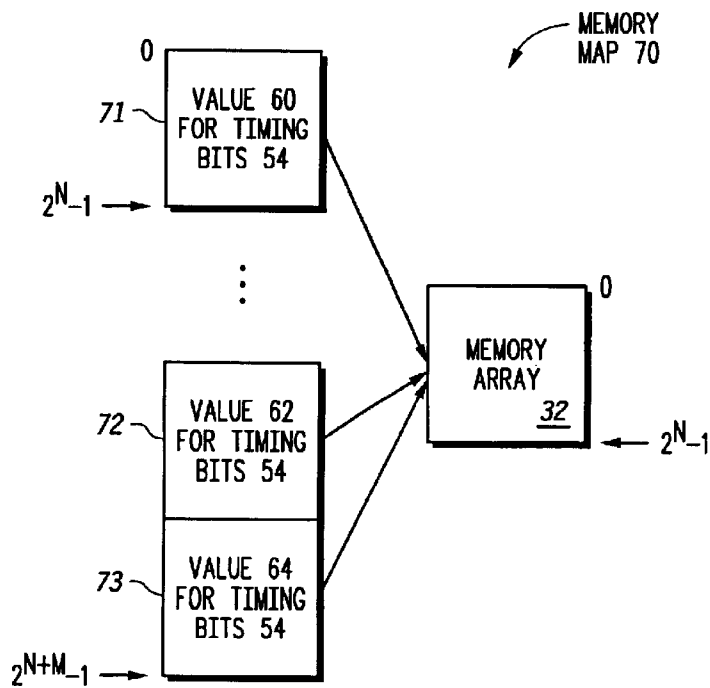 MEMORY
MAP 70
0
71
VALUE 60
FOR TIMING
BITS 54
2^N-1
0
MEMORY
ARRAY
32
2^N-1
72
VALUE 62
FOR TIMING
BITS 54
73
VALUE 64
FOR TIMING
BITS 54
2^N+M-1